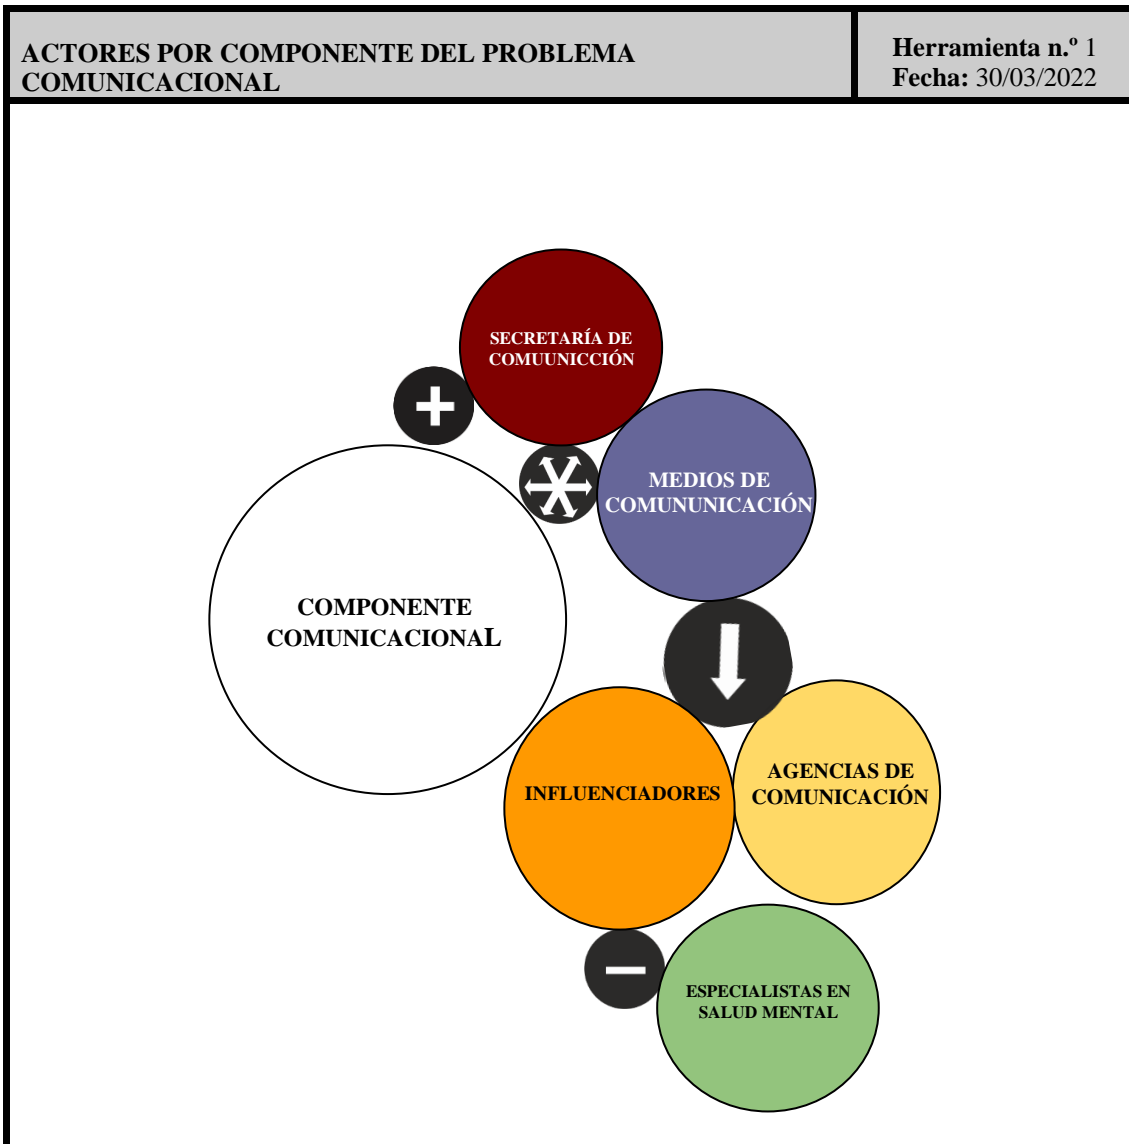 ACTORES POR COMPONENTE DEL PROBLEMA
COMUNICACIONAL
Herramienta n.º 1
Fecha: 30/03/2022
SECRETARÍA DE
COMUUNICCIÓN
MEDIOS DE
COMUNUNICACIÓN
COMPONENTE
COMUNICACIONAL
INFLUENCIADORES
AGENCIAS DE
COMUNICACIÓN
ESPECIALISTAS EN
SALUD MENTAL